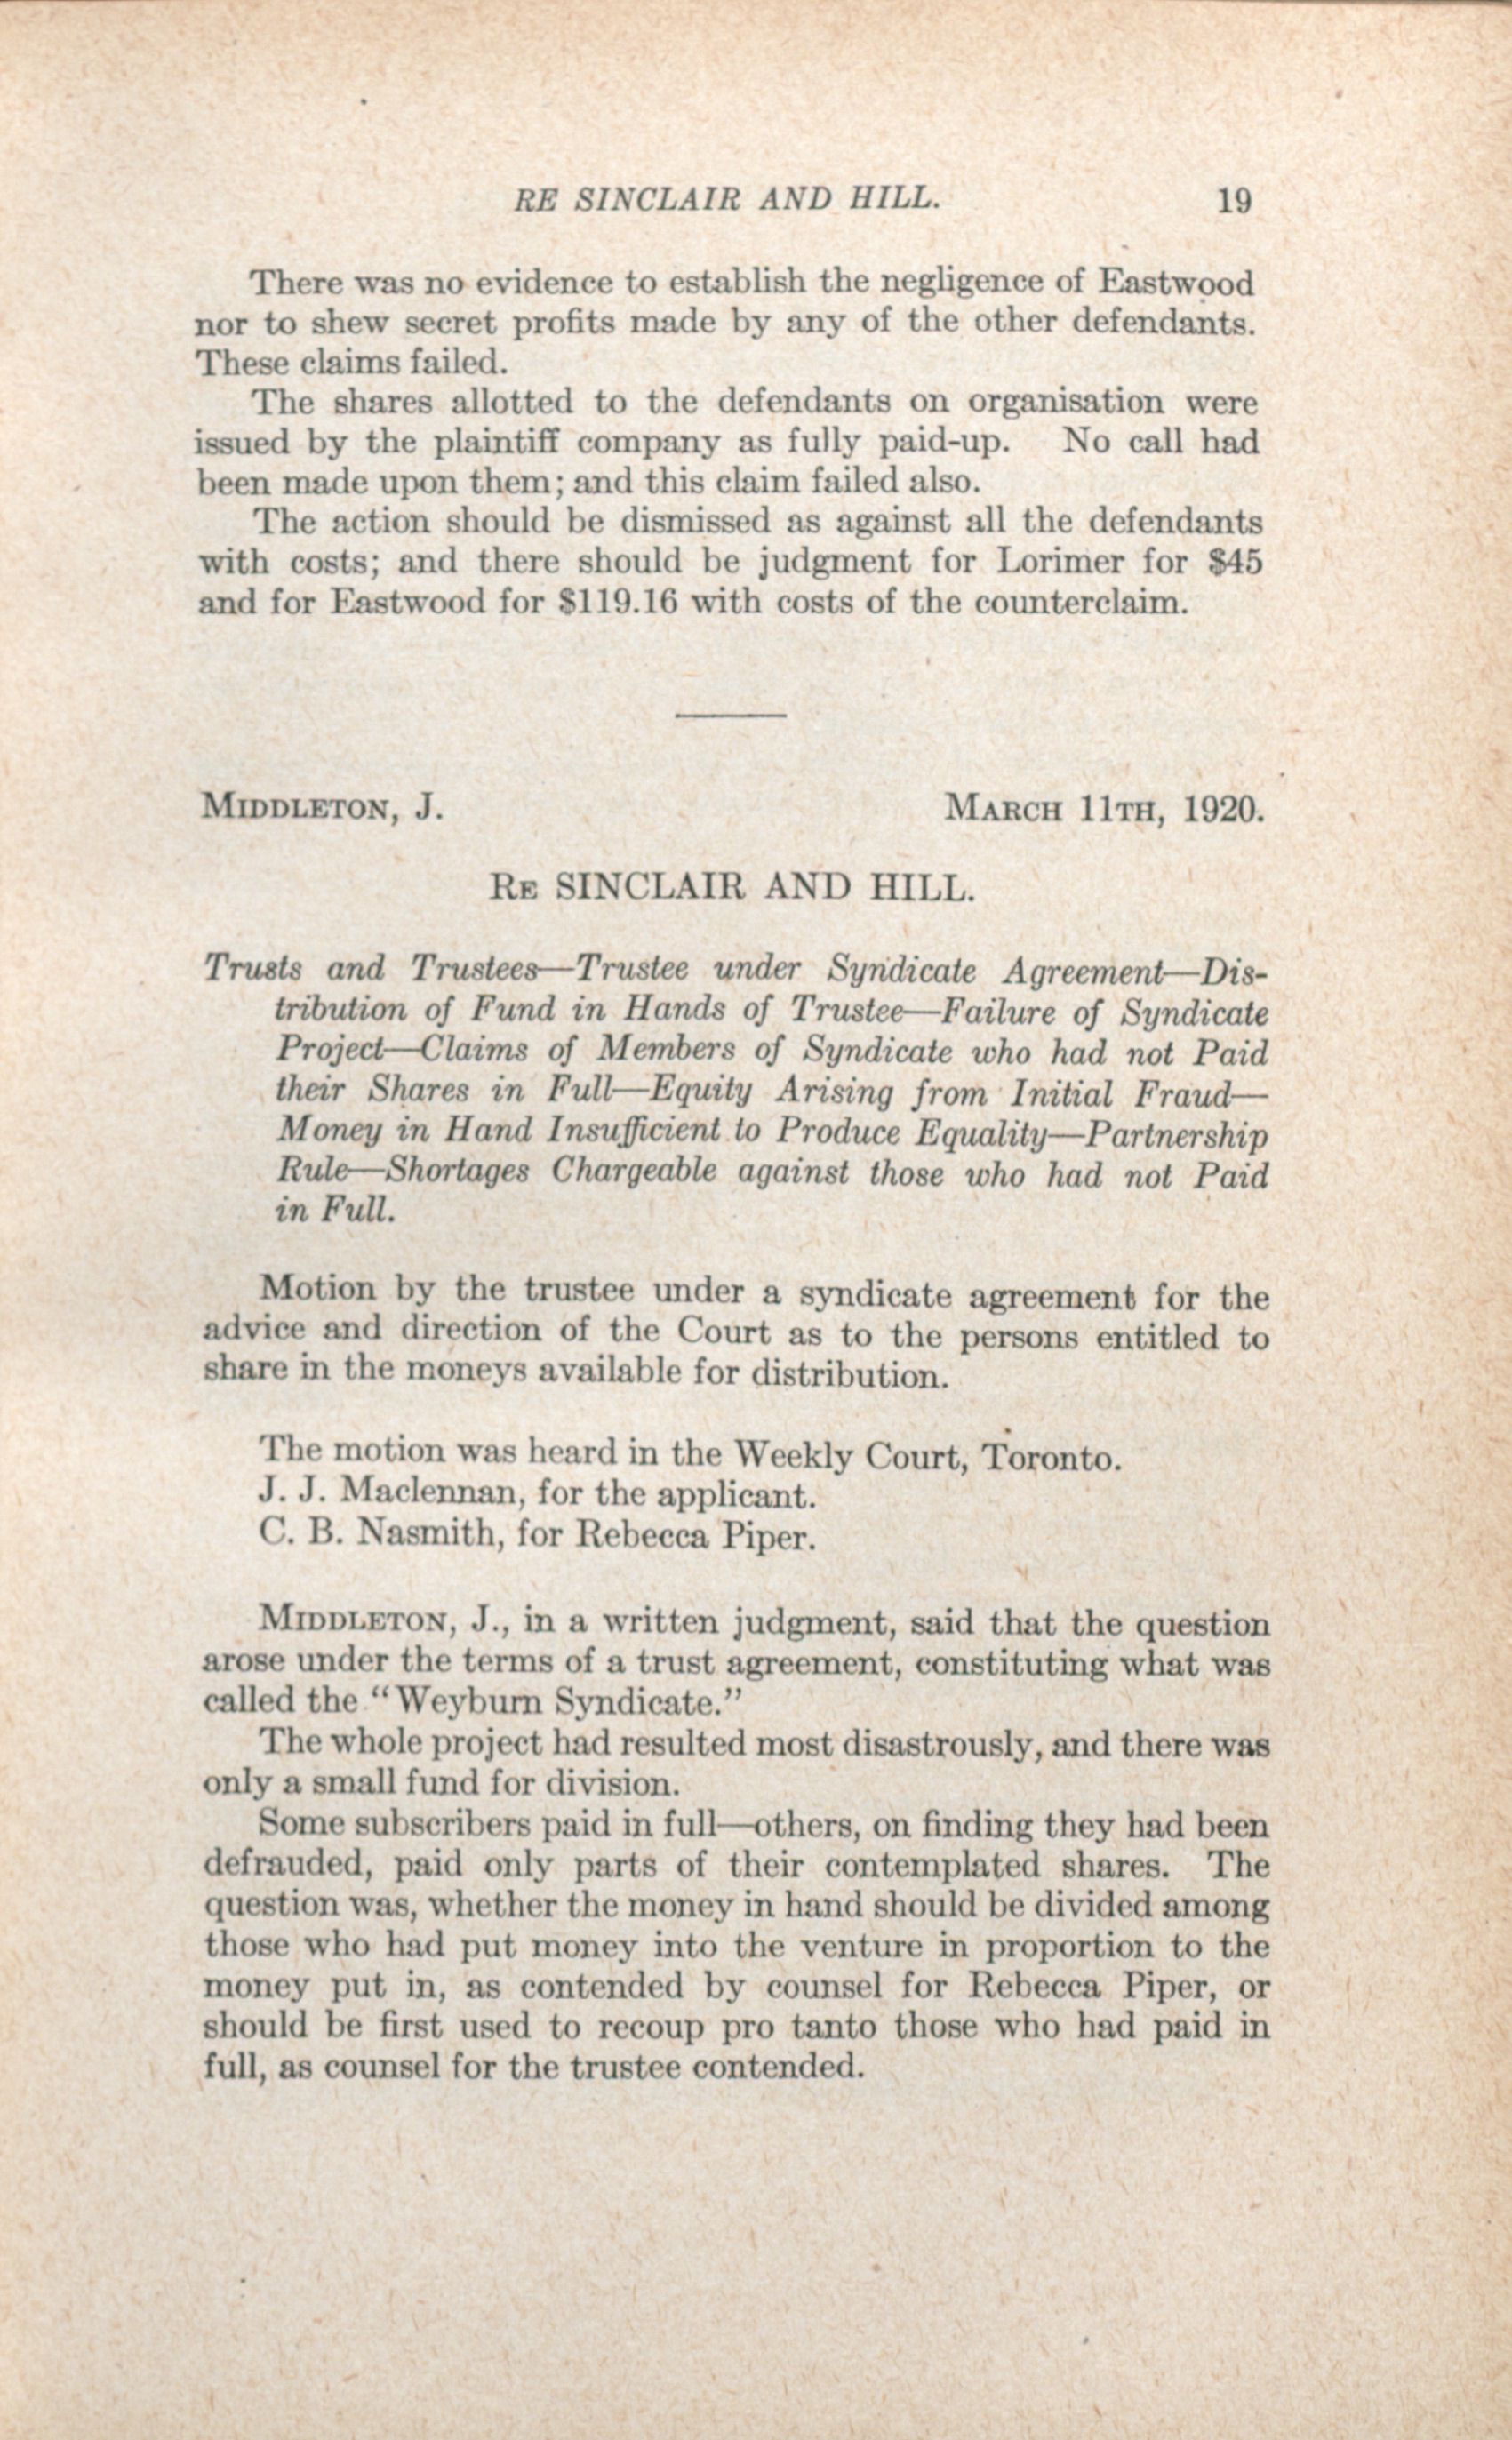 RE SINCLAIR AND HILL. 19
There was no evidence to establish the negligence of Eastwood
nor to shew secret profits made by any of the other defendants.
These claims failed.
The shares allotted to the defendants on organisation were
issued by the plaintiff company as fully paid-up. No call had
been made upon them; and this claim failed also.
The action should be dismissed as against all the defendants
with costs; and there should be judgment for Lorimer for $45
and for Eastwood for $119.16 with costs of the counterclaim.
MIDDLETON, J. MARCH 11TH, 1920.
RE SINCLAIR AND HILL.
Trusts and Trustees—Trustee under Syndicate Agreement—Dis-
tribution of Fund in Hands of Trustee—Failure of Syndicate
Project—Claims of Members of Syndicate who had not Paid
their Shares in Full—Equity Arising from Initial Fraud—
Money in Hand Insufficient to Produce Equality—Partnership
Rule—Shortages Chargeable against those who had not Paid
in Full.
Motion by the trustee under a syndicate agreement for the
advice and direction of the Court as to the persons entitled to
share in the moneys available for distribution.
The motion was heard in the Weekly Court, Toronto.
J. J. Maclennan, for the applicant.
C. B. Nasmith, for Rebecca Piper.
MIDDLETON, J., in a written judgment, said that the question
arose under the terms of a trust agreement, constituting what was
called the "Weyburn Syndicate."
The whole project had resulted most disastrously, and there was
only a small fund for division.
Some subscribers paid in full—others, on finding they had been
defrauded, paid only parts of their contemplated shares. The
question was, whether the money in hand should be divided among
those who had put money into the venture in proportion to the
money put in, as contended by counsel for Rebecca Piper, or
should be first used to recoup pro tanto those who had paid in
full, as counsel for the trustee contended.